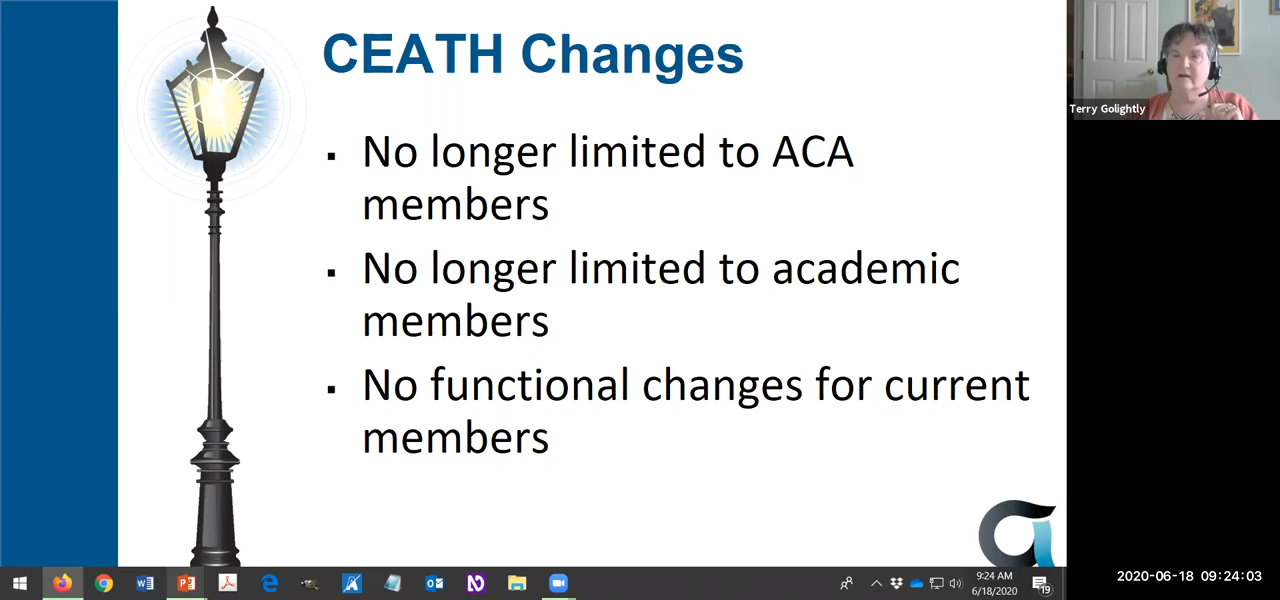 CEATH Changes
Terry Golightly
▪ No longer limited to ACA
members
▪ No longer limited to academic
members
▪ No functional changes for current
members
9:24 AM
6/18/2020
19
2020-06-18 09:24:03